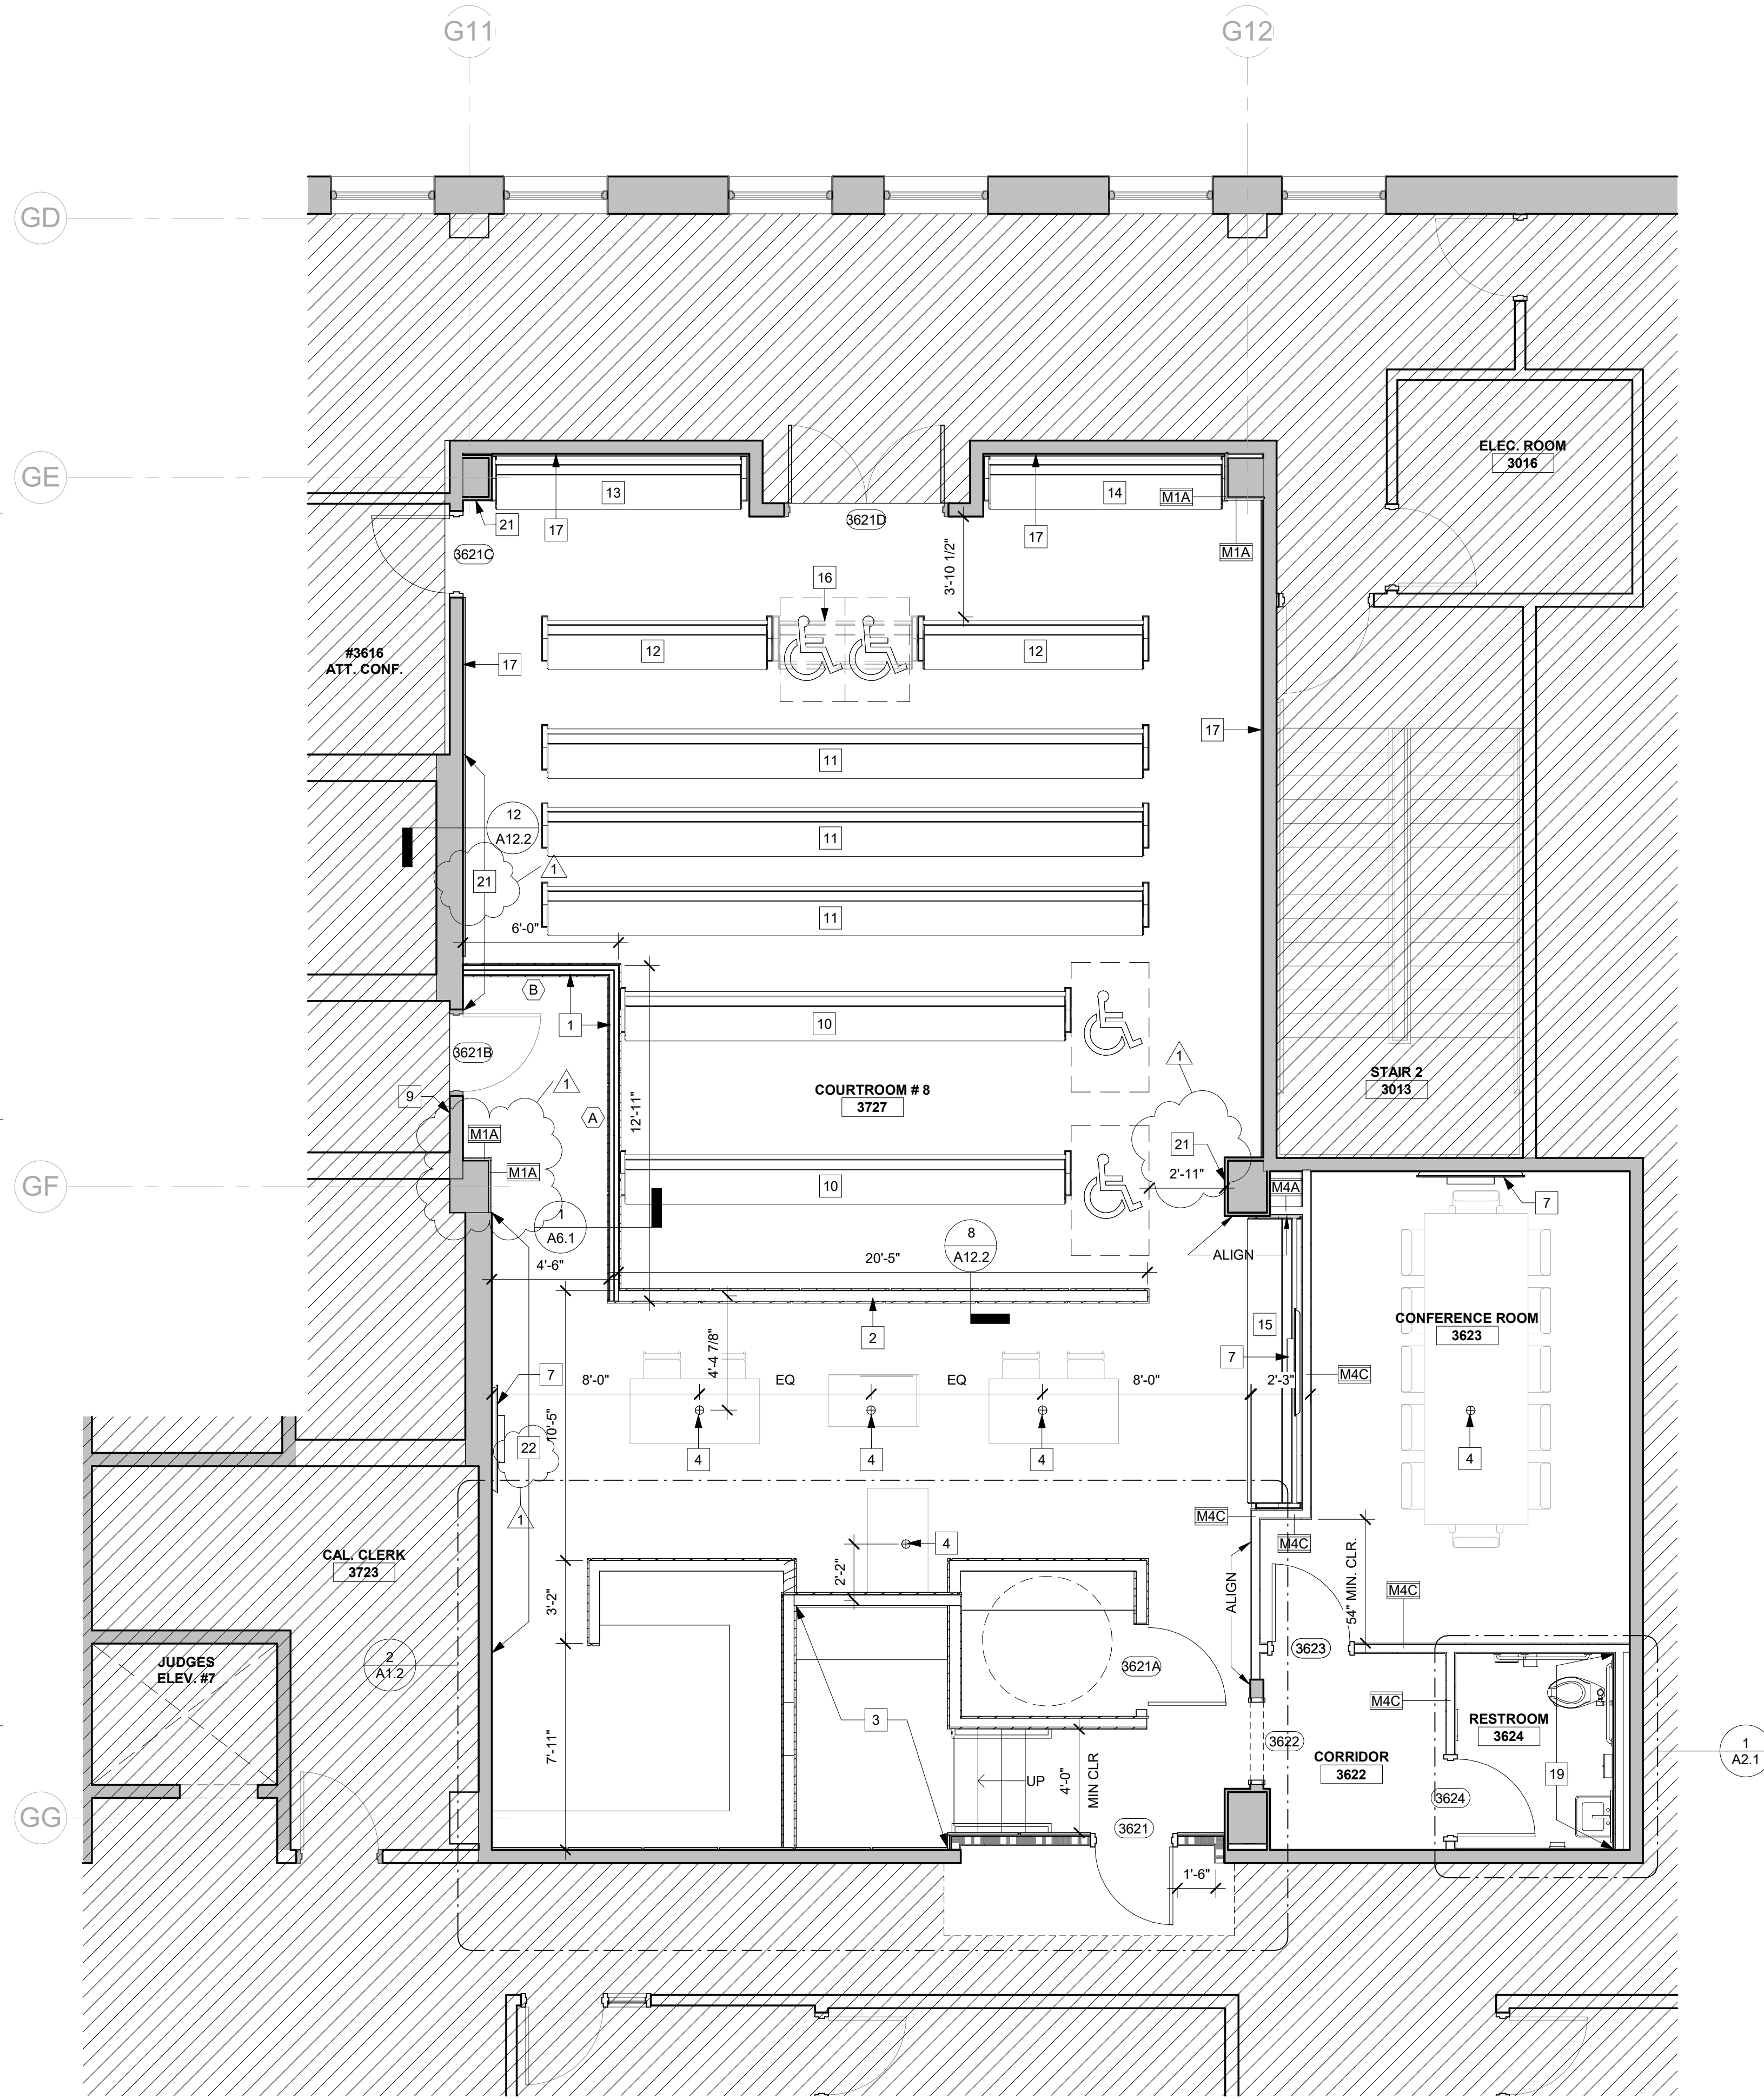 G11
G12
GD
GE
GF
GG
ELEC. ROOM
3016
13
14
M1A
21
17
3621D
17
M1A
3621C
3'-10 1/2"
16
12
12
#3616
ATT. CONF.
17
17
11
12
A12.2
11
1
21
11
6'-0"
B
1
10
3621B
1
1
STAIR 2
3013
9
COURTROOM # 8
3727
A
12'-11"
M1A
M1A
21
2'-11"
M4A
10
7
1
A6.1
8
A12.2
ALIGN
4'-6"
20'-5"
2
15
CONFERENCE ROOM
3623
4'-4 7/8"
7
7
8'-0"
EQ
EQ
8'-0"
2'-3"
M4C
10'-5"
22
4
4
4
4
1
M4C
M4C
4
CAL. CLERK
3723
2'-2"
3'-2"
ALIGN
54" MIN. CLR.
M4C
JUDGES
ELEV. #7
2
A1.2
3621A
3623
M4C
RESTROOM
3624
3
3622
CORRIDOR
3622
1
A2.1
7'-11"
UP
4'-0"
MIN CLR
19
3624
3621
1'-6"